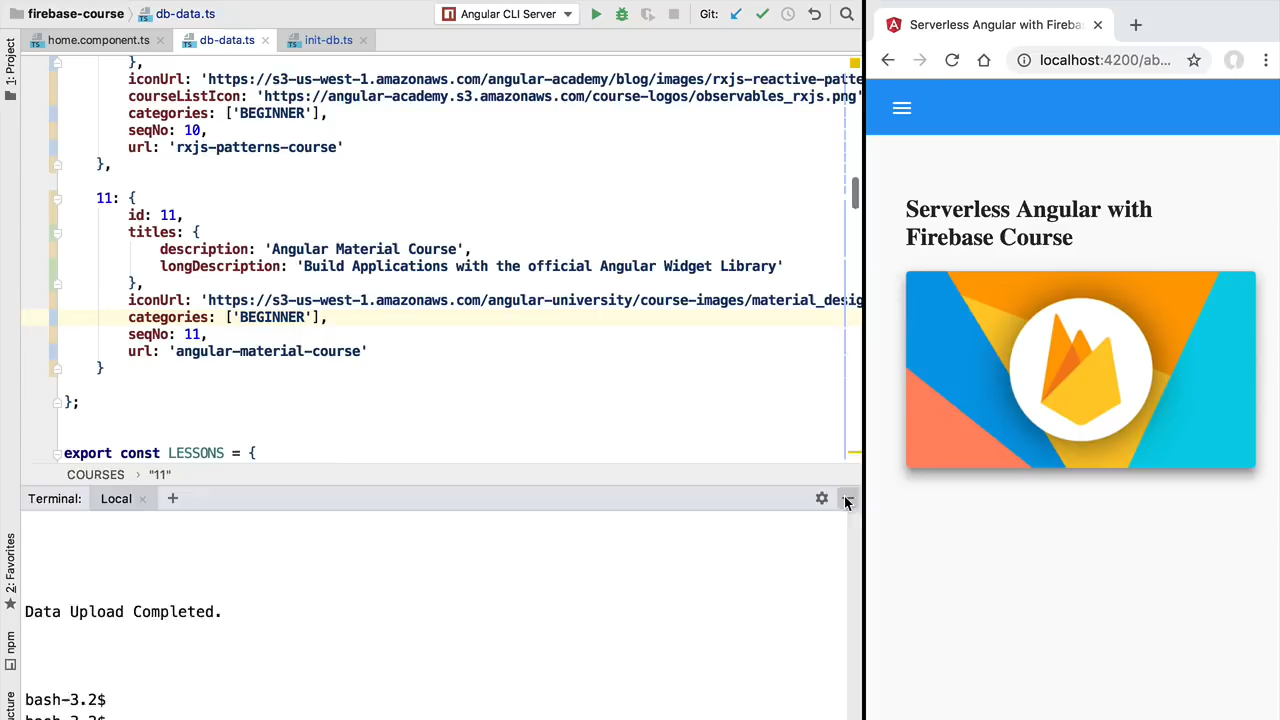 firebase-course
db-data.ts
Angular CLI Server
Git:
home.component.ts
db-data.ts
init-db.ts
1: Project
},
iconUrl: 'https://s3-us-west-1.amazonaws.com/angular-academy/blog/images/rxjs-reactive-patte
courseListIcon: 'https://angular-academy.s3.amazonaws.com/course-logos/observables_rxjs.png'
categories: ['BEGINNER'],
seqNo: 10,
url: 'rxjs-patterns-course'
},
11: {
id: 11,
titles: {
description: 'Angular Material Course',
longDescription: 'Build Applications with the official Angular Widget Library'
},
iconUrl: 'https://s3-us-west-1.amazonaws.com/angular-university/course-images/material_desig
categories: ['BEGINNER'],
seqNo: 11,
url: 'angular-material-course'
}
};
export const LESSONS = {
COURSES › "11"
Terminal: Local
2: Favorites
npm
Data Upload Completed.
bash-3.2$
bash-3.2$
Serverless Angular with Fireba
localhost:4200/ab...
Serverless Angular with
Firebase Course